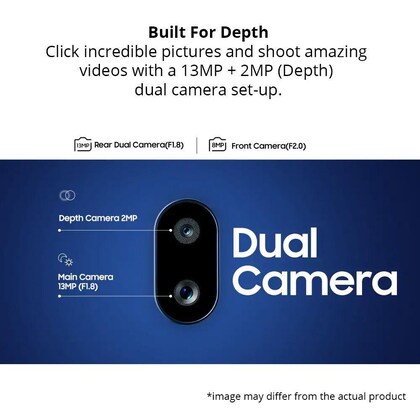 Built For Depth
Click incredible pictures and shoot amazing
videos with a 13MP + 2MP (Depth)
dual camera set-up.
13MP Rear Dual Camera(F1.8) 8MP Front Camera(F2.0)
Depth Camera 2MP
Main Camera
13MP (F1.8)
Dual
Camera
*image may differ from the actual product